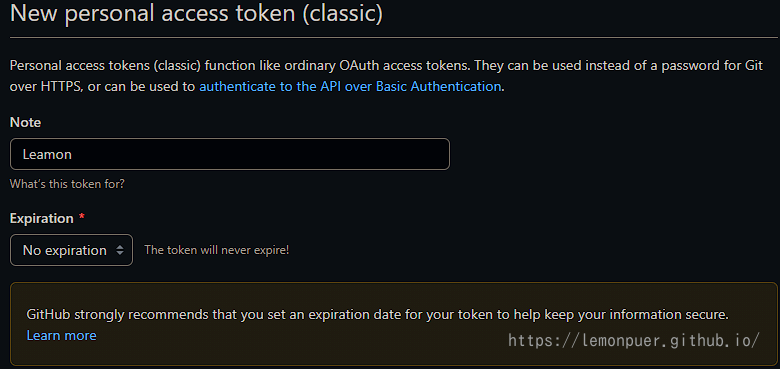 New personal access token (classic)
Personal access tokens (classic) function like ordinary OAuth access tokens. They can be used instead of a password for Git
over HTTPS, or can be used to authenticate to the API over Basic Authentication.
Note
Leamon
What's this token for?
Expiration *
No expiration
The token will never expire!
GitHub strongly recommends that you set an expiration date for your token to help keep your information secure.
Learn more
https://lemonpuer.github.io/